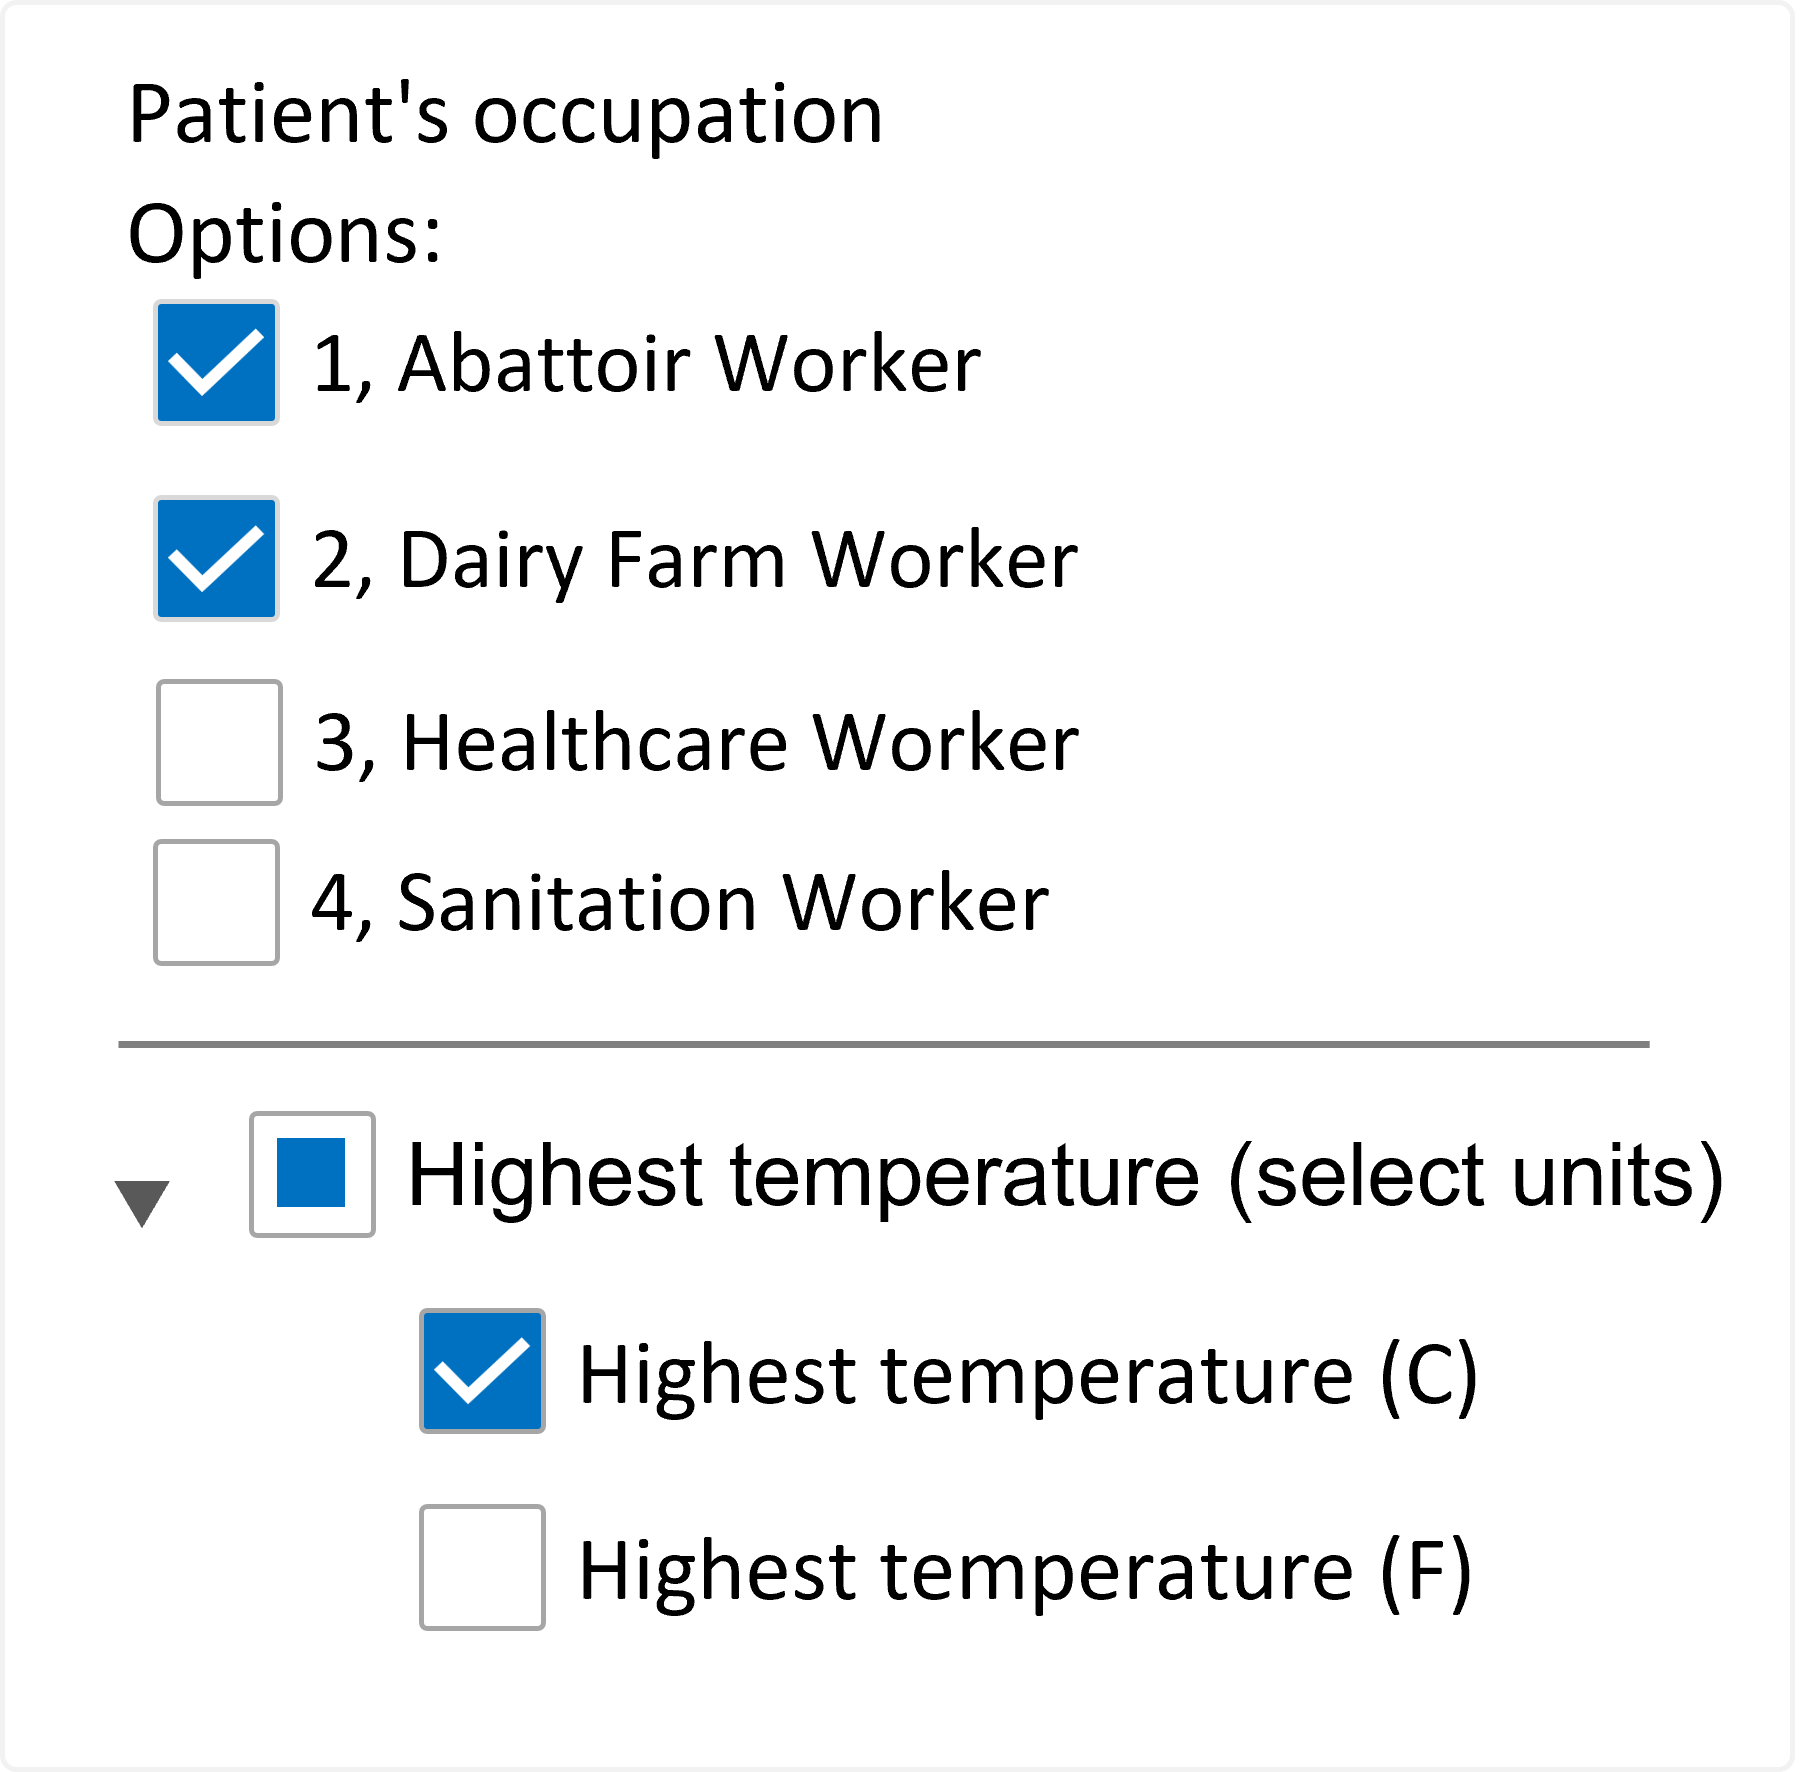 Patient's occupation
Options:
1, Abattoir Worker
2, Dairy Farm Worker
3, Healthcare Worker
4, Sanitation Worker
Highest temperature (select units)
Highest temperature (C)
Highest temperature (F)